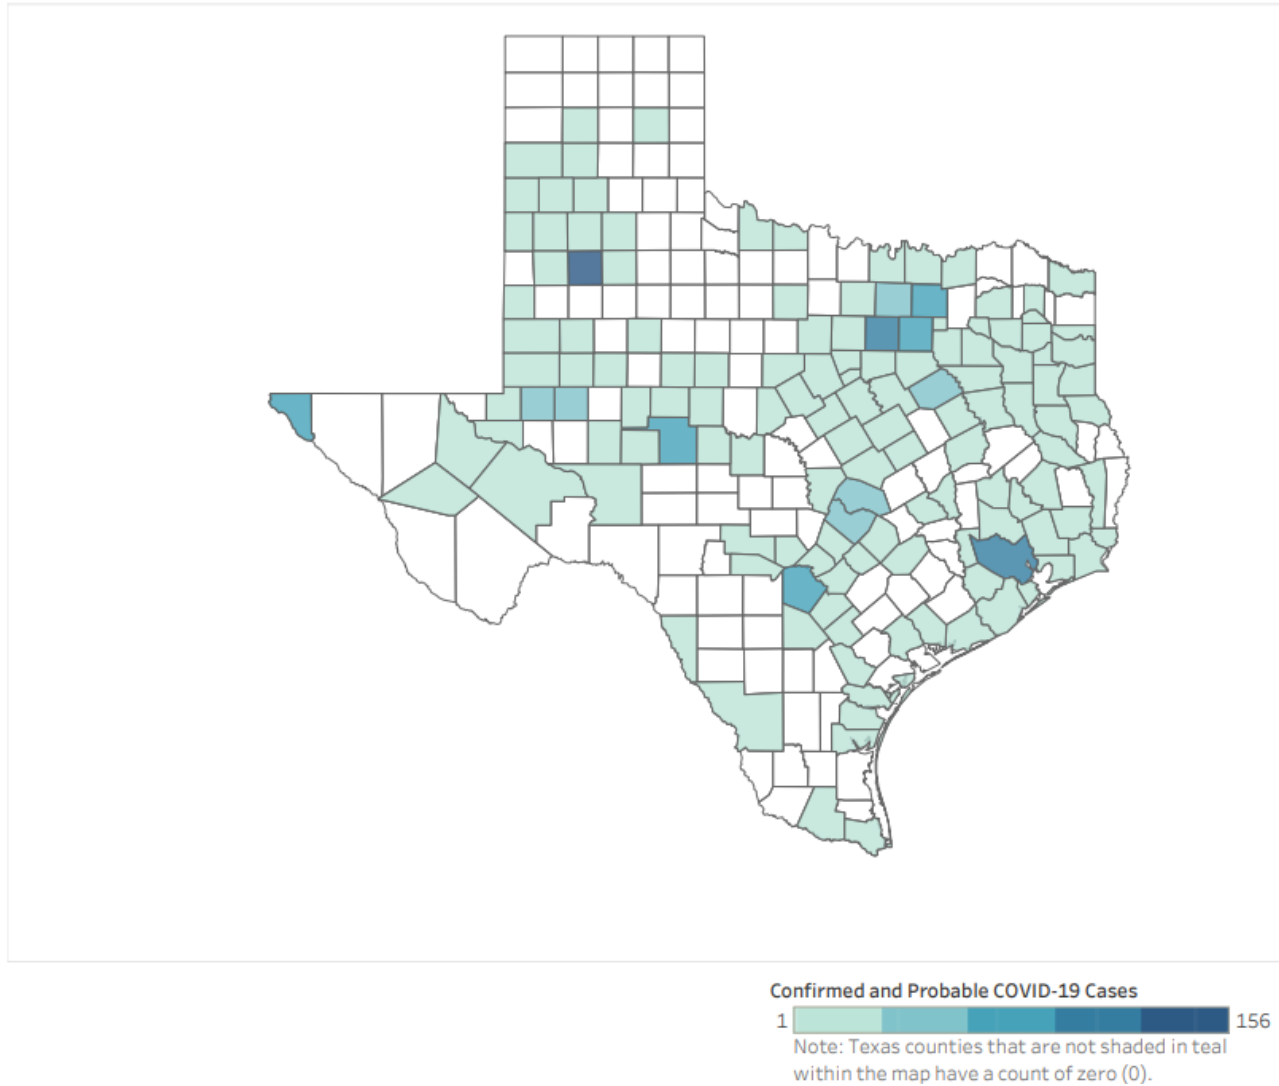 Confirmed and Probable COVID-19 Cases
1 156
Note: Texas counties that are not shaded in teal
within the map have a count of zero (0).